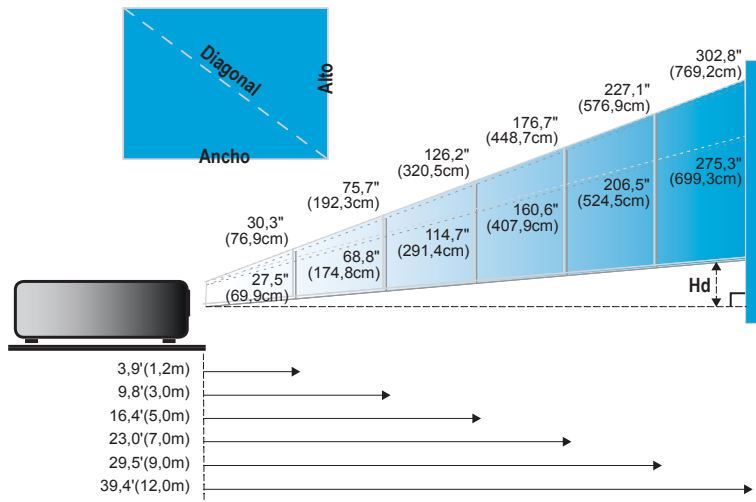 Diagonal
Alto
Ancho
302,8"
(769,2cm)
227,1"
(576,9cm)
176,7"
(448,7cm)
126,2"
(320,5cm)
75,7"
(192,3cm)
30,3"
(76,9cm)
275,3"
(699,3cm)
206,5"
(524,5cm)
160,6"
(407,9cm)
114,7"
(291,4cm)
68,8"
(174,8cm)
27,5"
(69,9cm)
Hd
3,9'(1,2m)
9,8'(3,0m)
16,4'(5,0m)
23,0'(7,0m)
29,5'(9,0m)
39,4'(12,0m)